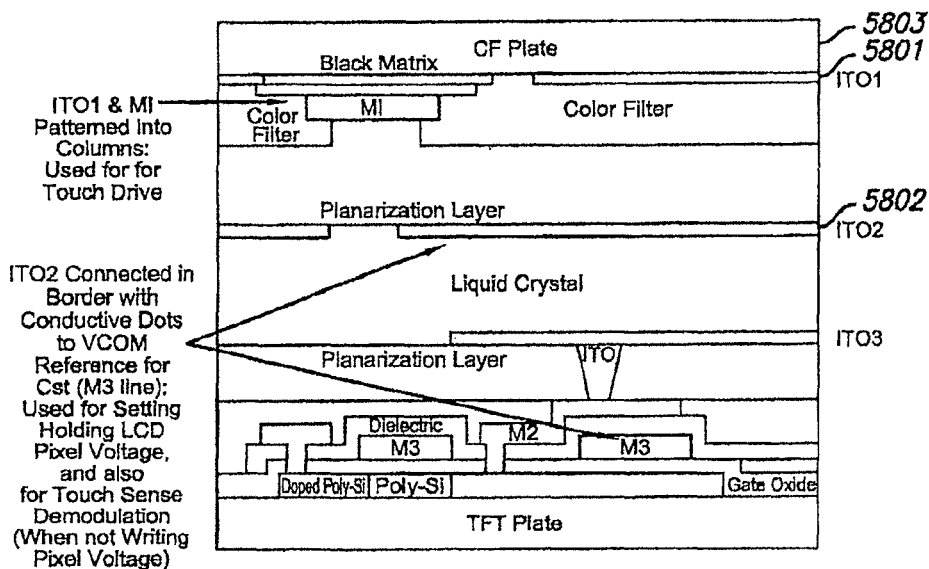 CF Plate
5803
5801
Black Matrix
ITO1
ITO1 & MI
Patterned Into
Columns:
Used for for
Touch Drive
Color
Filter
MI
Color Filter
5802
Planarization Layer
ITO2
ITO2 Connected in
Border with
Conductive Dots
to VCOM
Reference for
Cst (M3 line);
Used for Setting
Holding LCD
Pixel Voltage,
and also
for Touch Sense
Demodulation
(When not Writing
Pixel Voltage)
Liquid Crystal
ITO3
Planarization Layer
ITO
Dielectric
M3
M2
M3
Doped Poly-Si
Poly-Si
Gate Oxide
TFT Plate